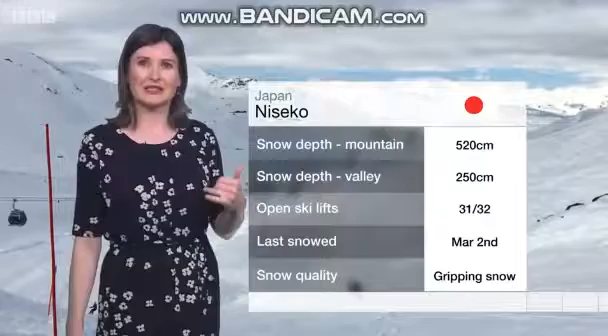 www.BANDICAM.com
BBC
Japan
Niseko
Snow depth - mountain 520cm
Snow depth - valley 250cm
Open ski lifts 31/32
Last snowed Mar 2nd
Snow quality Gripping snow